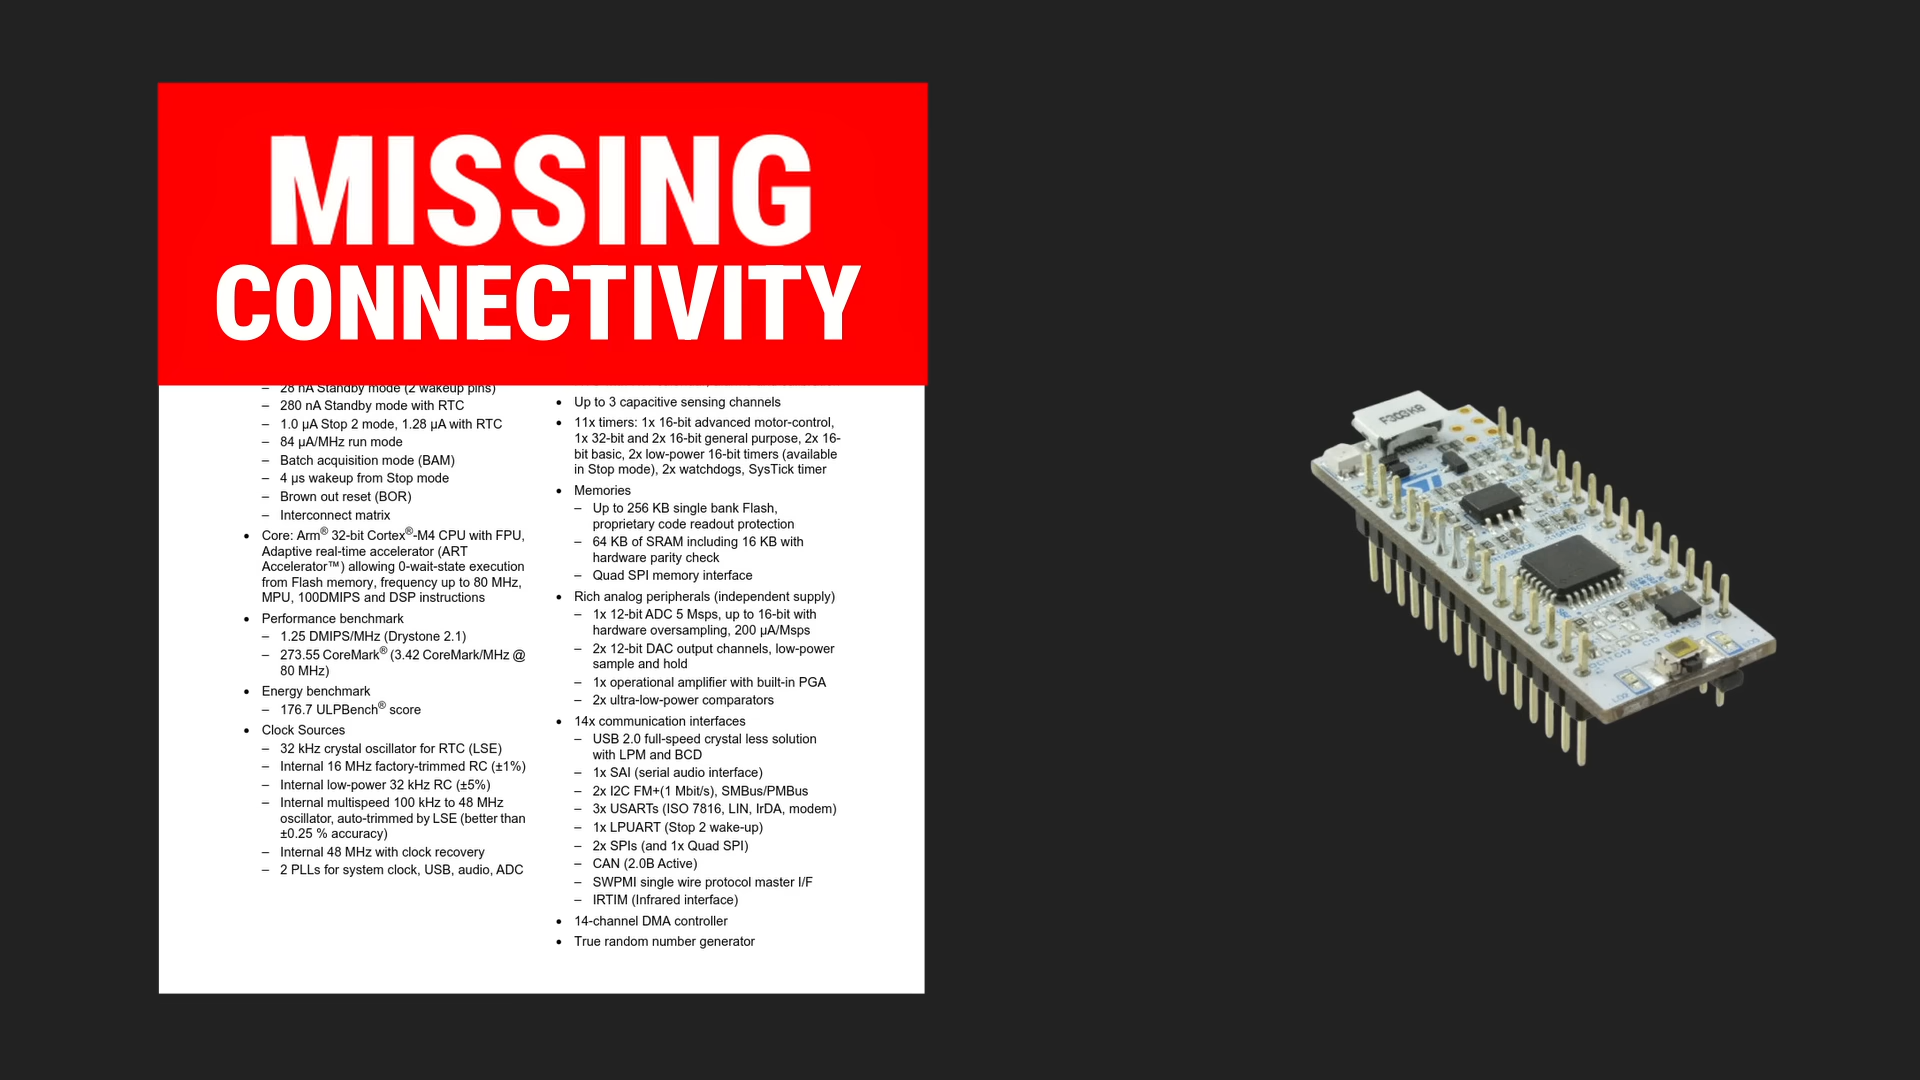 MISSING
CONNECTIVITY
– 28 nA Standby mode (2 wakeup pins)
– 280 nA Standby mode with RTC
– 1.0 µA Stop 2 mode, 1.28 µA with RTC
– 84 µA/MHz run mode
– Batch acquisition mode (BAM)
– 4 µs wakeup from Stop mode
– Brown out reset (BOR)
– Interconnect matrix
• Core: Arm® 32-bit Cortex®-M4 CPU with FPU,
Adaptive real-time accelerator (ART
Accelerator™) allowing 0-wait-state execution
from Flash memory, frequency up to 80 MHz,
MPU, 100DMIPS and DSP instructions
• Performance benchmark
– 1.25 DMIPS/MHz (Drystone 2.1)
– 273.55 CoreMark® (3.42 CoreMark/MHz @
80 MHz)
• Energy benchmark
– 176.7 ULPBench® score
• Clock Sources
– 32 kHz crystal oscillator for RTC (LSE)
– Internal 16 MHz factory-trimmed RC (±1%)
– Internal low-power 32 kHz RC (±5%)
– Internal multispeed 100 kHz to 48 MHz
oscillator, auto-trimmed by LSE (better than
±0.25 % accuracy)
– Internal 48 MHz with clock recovery
– 2 PLLs for system clock, USB, audio, ADC
• Up to 3 capacitive sensing channels
• 11x timers: 1x 16-bit advanced motor-control,
1x 32-bit and 2x 16-bit general purpose, 2x 16-
bit basic, 2x low-power 16-bit timers (available
in Stop mode), 2x watchdogs, SysTick timer
• Memories
– Up to 256 KB single bank Flash,
proprietary code readout protection
– 64 KB of SRAM including 16 KB with
hardware parity check
– Quad SPI memory interface
• Rich analog peripherals (independent supply)
– 1x 12-bit ADC 5 Msps, up to 16-bit with
hardware oversampling, 200 µA/Msps
– 2x 12-bit DAC output channels, low-power
sample and hold
– 1x operational amplifier with built-in PGA
– 2x ultra-low-power comparators
• 14x communication interfaces
– USB 2.0 full-speed crystal less solution
with LPM and BCD
– 1x SAI (serial audio interface)
– 2x I2C FM+(1 Mbit/s), SMBus/PMBus
– 3x USARTs (ISO 7816, LIN, IrDA, modem)
– 1x LPUART (Stop 2 wake-up)
– 2x SPIs (and 1x Quad SPI)
– CAN (2.0B Active)
– SWPMI single wire protocol master I/F
– IRTIM (Infrared interface)
• 14-channel DMA controller
• True random number generator
F303K8